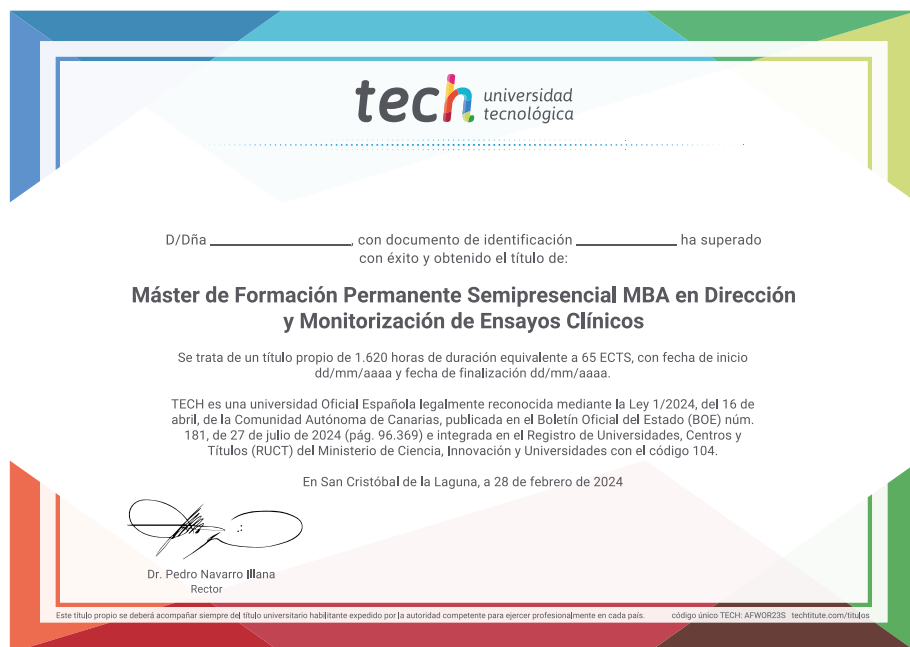 tech universidad
tecnológica
D/Dña ______________, con documento de identificación ______________ ha superado
con éxito y obtenido el título de:
Máster de Formación Permanente Semipresencial MBA en Dirección
y Monitorización de Ensayos Clínicos
Se trata de un título propio de 1.620 horas de duración equivalente a 65 ECTS, con fecha de inicio
dd/mm/aaaa y fecha de finalización dd/mm/aaaa.
TECH es una universidad Oficial Española legalmente reconocida mediante la Ley 1/2024, del 16 de
abril, de la Comunidad Autónoma de Canarias, publicada en el Boletín Oficial del Estado (BOE) núm.
181, de 27 de julio de 2024 (pág. 96.369) e integrada en el Registro de Universidades, Centros y
Títulos (RUCT) del Ministerio de Ciencia, Innovación y Universidades con el código 104.
En San Cristóbal de la Laguna, a 28 de febrero de 2024
Dr. Pedro Navarro Illana
Rector
Este título propio se deberá acompañar siempre del título universitario habilitante expedido por la autoridad competente para ejercer profesionalmente en cada país. código único TECH: AFWOR23S techtitute.com/titulos